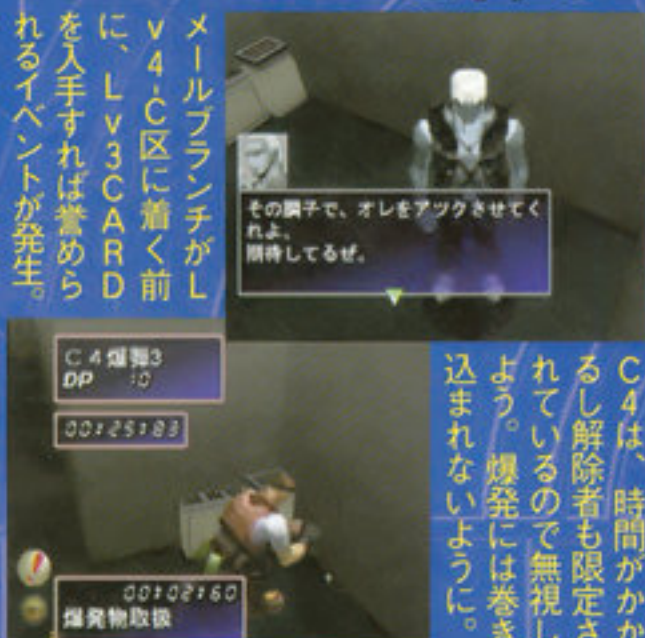 メールブランチがL
v4-C区に着く前
に、Lv3CARD
を入手すれば誉めら
れるイベントが発生。
その調子で、オレをアツクさせてく
れよ、
期待してるぜ。
C4爆弾3
DP :0
00:25:83
00:02:60
爆発物取扱
C4は、時間がかか
るし解除者も限定さ
れているので無視し
よう。爆発には巻き
込まれないように。